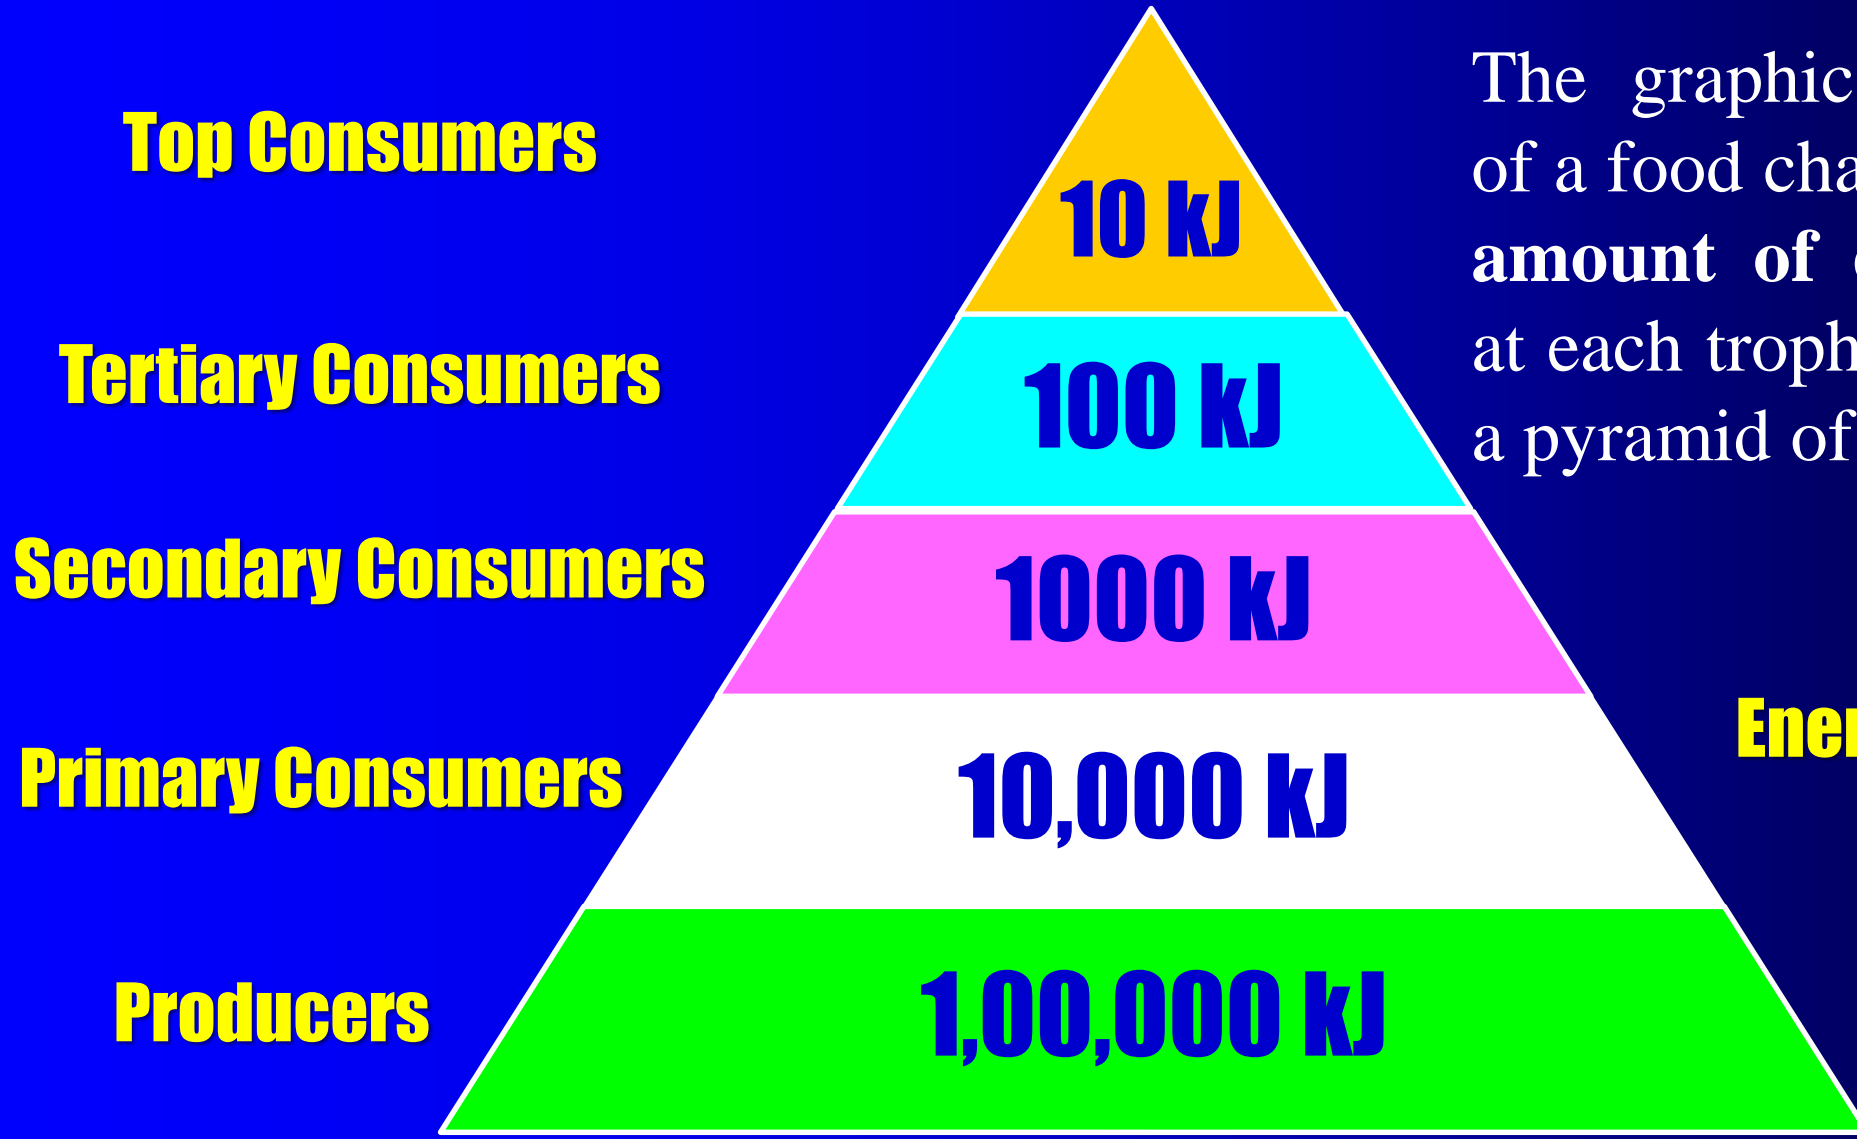 Top Consumers
10 kJ
The graphic
of a food cha
amount of
at each troph
a pyramid of
Tertiary Consumers
100 kJ
Secondary Consumers
1000 kJ
Primary Consumers
10,000 kJ
Ener
Producers
1,00,000 kJ